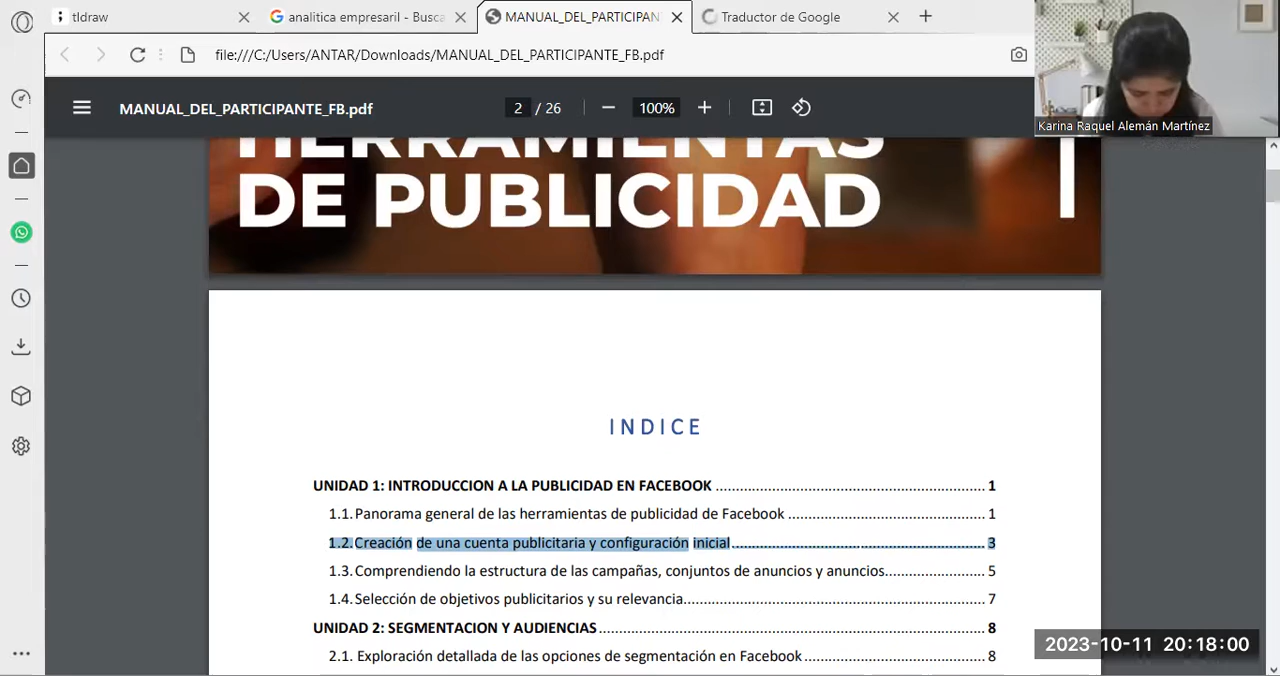 tldraw
analitica empresaril - Busca
MANUAL_DEL_PARTICIPAN
Traductor de Google
file:///C:/Users/ANTAR/Downloads/MANUAL_DEL_PARTICIPANTE_FB.pdf
MANUAL_DEL_PARTICIPANTE_FB.pdf
2 / 26
100%
Karina Raquel Alemán Martínez
HERRAMIENTAS
DE PUBLICIDAD
INDICE
UNIDAD 1: INTRODUCCION A LA PUBLICIDAD EN FACEBOOK ........ 1
1.1. Panorama general de las herramientas de publicidad de Facebook ........ 1
1.2. Creación de una cuenta publicitaria y configuración inicial ........ 3
1.3. Comprendiendo la estructura de las campañas, conjuntos de anuncios y anuncios ........ 5
1.4. Selección de objetivos publicitarios y su relevancia ........ 7
UNIDAD 2: SEGMENTACION Y AUDIENCIAS ........ 8
2.1. Exploración detallada de las opciones de segmentación en Facebook ........ 8
2023-10-11 20:18:00